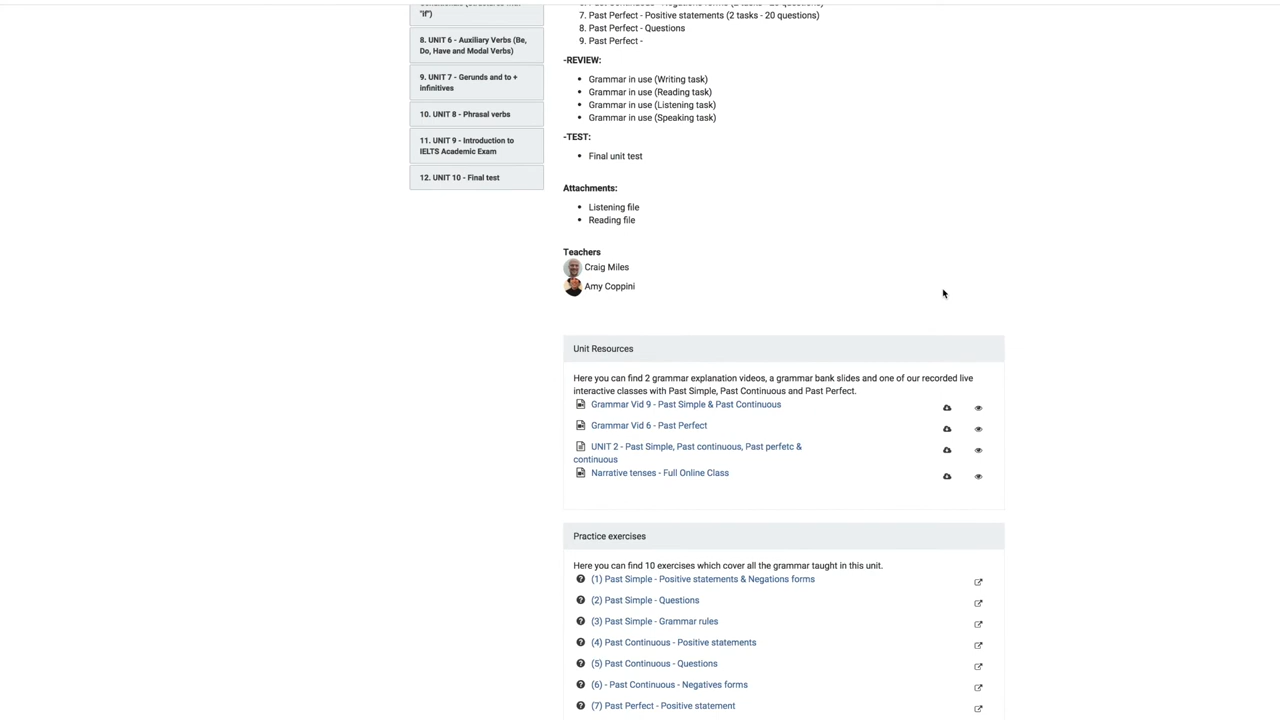 "if")
8. UNIT 6 - Auxiliary Verbs (Be,
Do, Have and Modal Verbs)
9. UNIT 7 - Gerunds and to +
infinitives
10. UNIT 8 - Phrasal verbs
11. UNIT 9 - Introduction to
IELTS Academic Exam
12. UNIT 10 - Final test
7. Past Perfect - Positive statements (2 tasks - 20 questions)
8. Past Perfect - Questions
9. Past Perfect -
-REVIEW:
• Grammar in use (Writing task)
• Grammar in use (Reading task)
• Grammar in use (Listening task)
• Grammar in use (Speaking task)
-TEST:
• Final unit test
Attachments:
• Listening file
• Reading file
Teachers
Craig Miles
Amy Coppini
Unit Resources
Here you can find 2 grammar explanation videos, a grammar bank slides and one of our recorded live
interactive classes with Past Simple, Past Continuous and Past Perfect.
Grammar Vid 9 - Past Simple & Past Continuous
Grammar Vid 6 - Past Perfect
UNIT 2 - Past Simple, Past continuous, Past perfetc &
continuous
Narrative tenses - Full Online Class
Practice exercises
Here you can find 10 exercises which cover all the grammar taught in this unit.
(1) Past Simple - Positive statements & Negations forms
(2) Past Simple - Questions
(3) Past Simple - Grammar rules
(4) Past Continuous - Positive statements
(5) Past Continuous - Questions
(6) - Past Continuous - Negatives forms
(7) Past Perfect - Positive statement